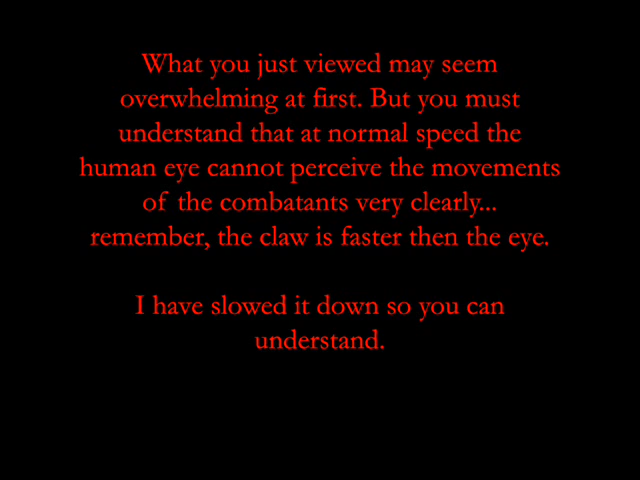 What you just viewed may seem
overwhelming at first. But you must
understand that at normal speed the
human eye cannot perceive the movements
of the combatants very clearly...
remember, the claw is faster then the eye.
I have slowed it down so you can
understand.